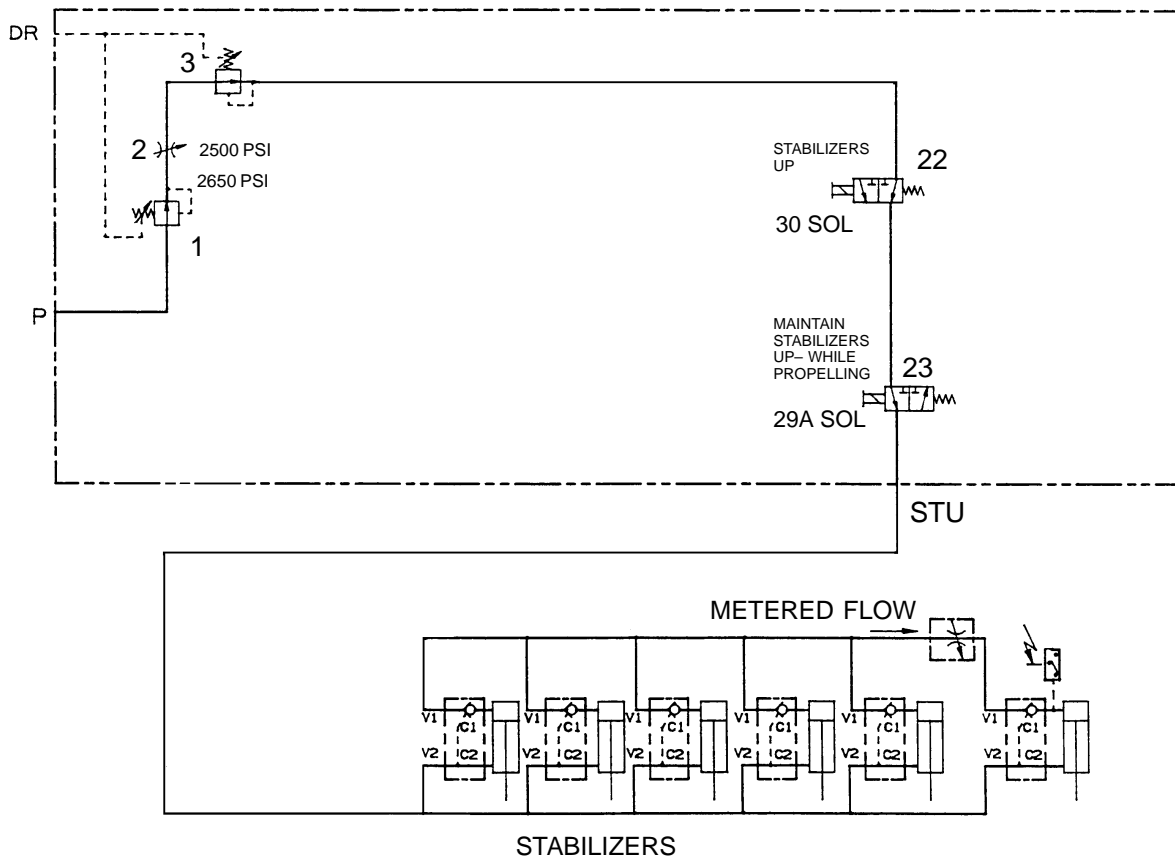 DR
3
2
2500 PSI
2650 PSI
1
P
STABILIZERS
UP
22
30 SOL
MAINTAIN
STABILIZERS
UP– WHILE
PROPELLING
23
29A SOL
STU
METERED FLOW
V1
C1
V2
C2
V1
C1
V2
C2
V1
C1
V2
C2
V1
C1
V2
C2
V1
C1
V2
C2
V1
C1
V2
C2
STABILIZERS